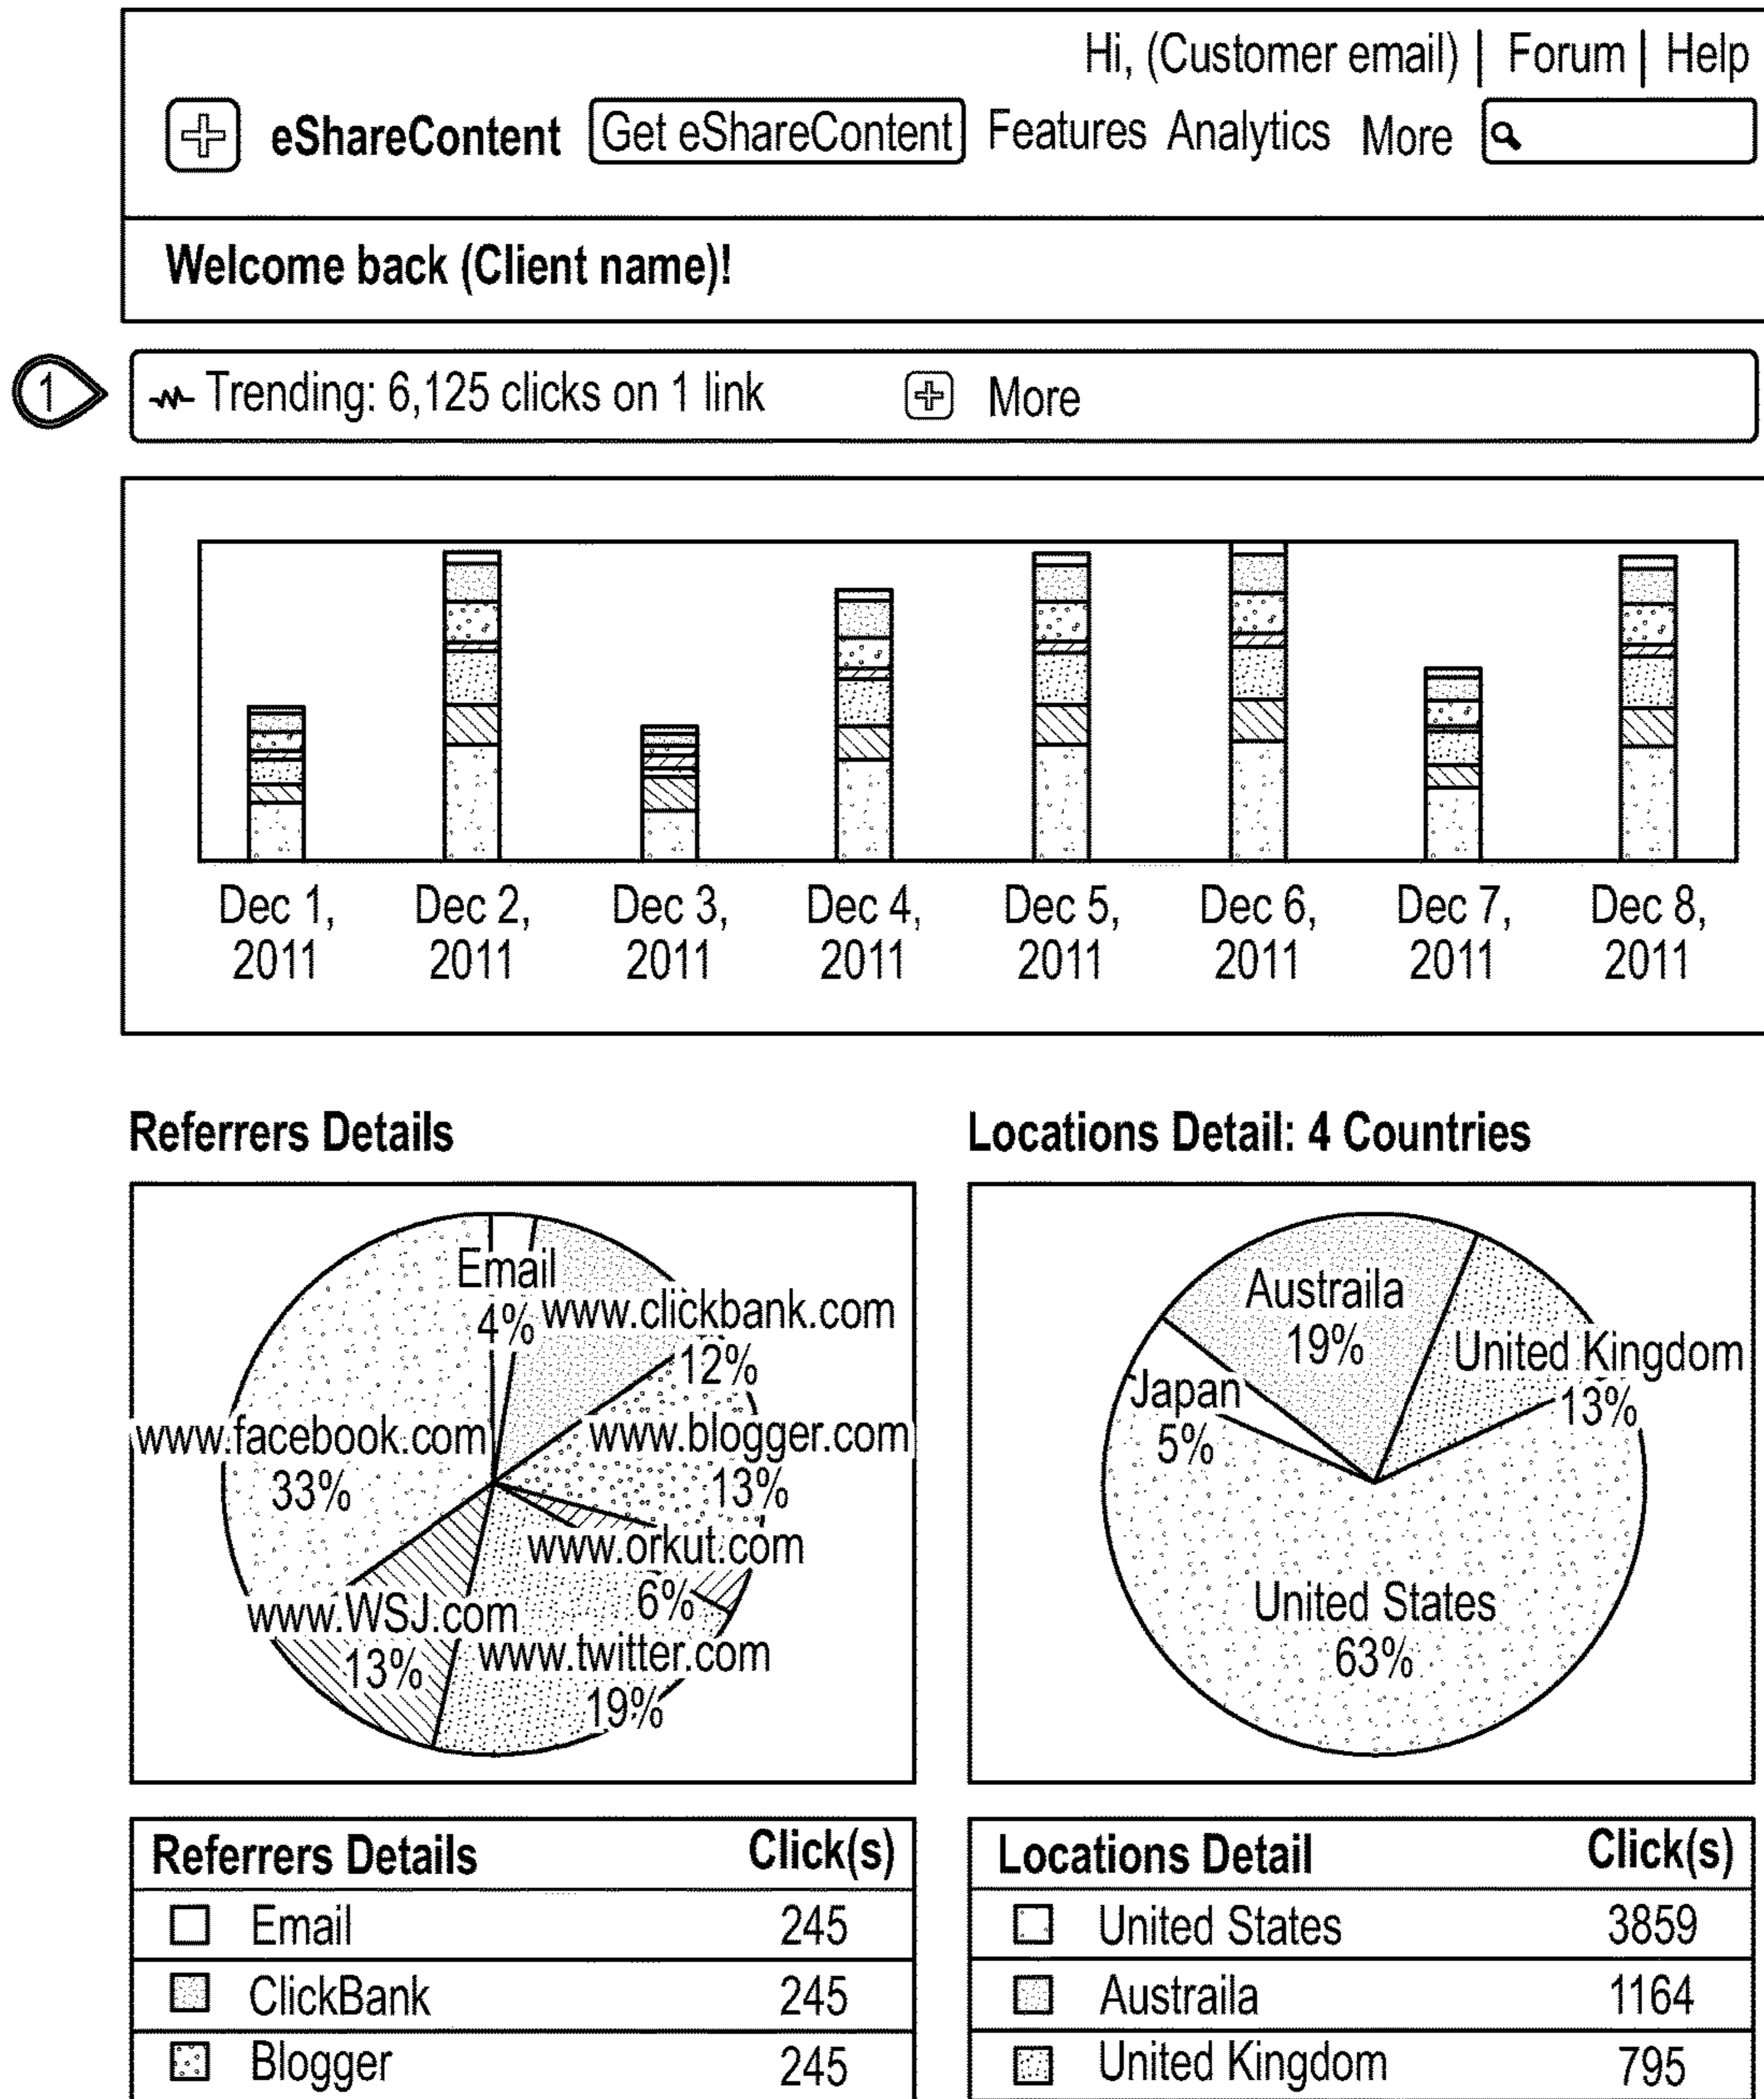 Hi, (Customer email) | Forum | Help
eShareContent Get eShareContent Features Analytics More
Welcome back (Client name)!
1
Trending: 6,125 clicks on 1 link More
Dec 1, Dec 2, Dec 3, Dec 4, Dec 5, Dec 6, Dec 7, Dec 8,
2011 2011 2011 2011 2011 2011 2011 2011
Referrers Details
Email
4%
www.clickbank.com
12%
www.facebook.com
33%
www.blogger.com
13%
www.orkut.com
6%
www.WSJ.com
13%
www.twitter.com
19%
Locations Detail: 4 Countries
Austraila
19%
United Kingdom
13%
Japan
5%
United States
63%
Referrers Details Click(s)
Email 245
ClickBank 245
Blogger 245
Locations Detail Click(s)
United States 3859
Austraila 1164
United Kingdom 795